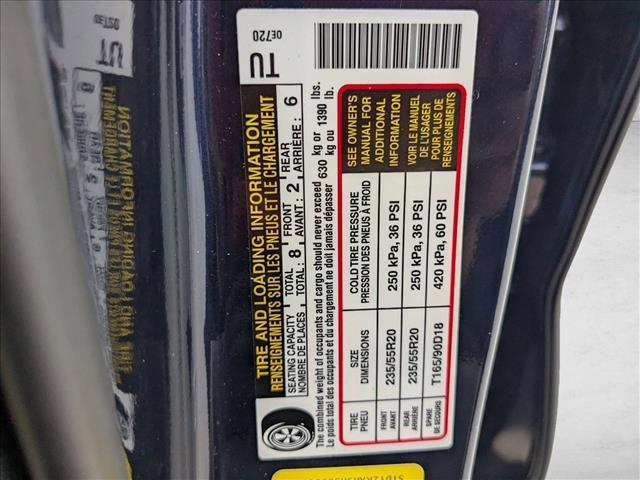 TU
0E720
TIRE AND LOADING INFORMATION
RENSEIGNEMENTS SUR LES PNEUS ET LE CHARGEMENT
SEATING CAPACITY TOTAL FRONT REAR
NOMBRE DE PLACES TOTAL : 8 AVANT : 2 ARRIÈRE : 6
The combined weight of occupants and cargo should never exceed 630 kg or 1390 lbs.
Le poids total des occupants et du chargement ne doit jamais dépasser 630 kg ou 1390 lb.
TIRE SIZE COLD TIRE PRESSURE
PNEU DIMENSIONS PRESSION DES PNEUS À FROID
FRONT
AVANT 235/55R20 250 kPa, 36 PSI
REAR
ARRIÈRE 235/55R20 250 kPa, 36 PSI
SPARE
DE SECOURS T165/90D18 420 kPa, 60 PSI
SEE OWNER'S
MANUAL FOR
ADDITIONAL
INFORMATION
VOIR LE MANUEL
DE L'USAGER
POUR PLUS DE
RENSEIGNEMENTS